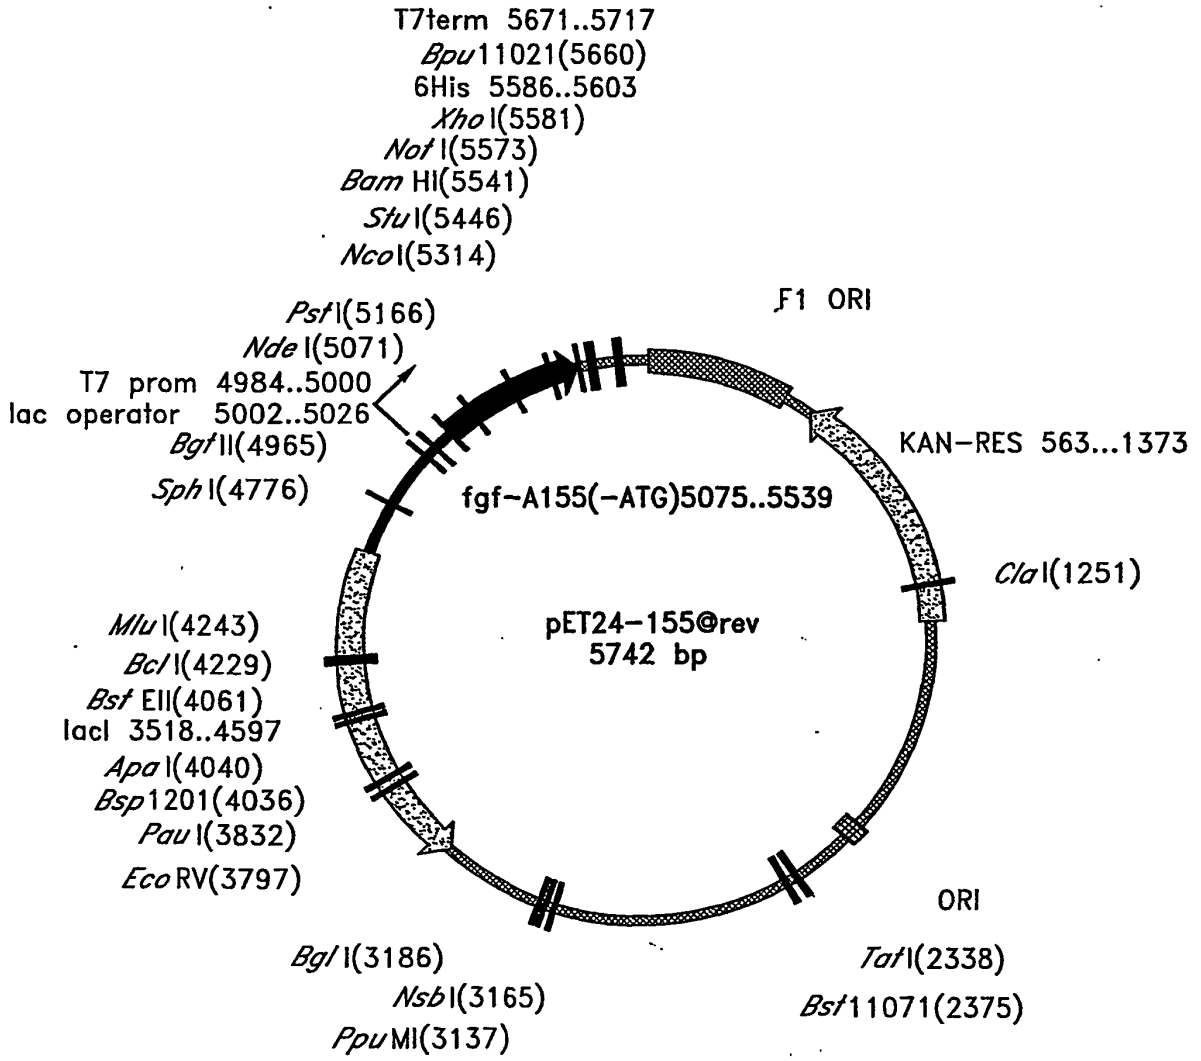 T7term 5671..5717
Bpu11021(5660)
6His 5586..5603
XhoI(5581)
NotI(5573)
BamHI(5541)
StuI(5446)
NcoI(5314)
PstI(5166)
NdeI(5071)
T7 prom 4984..5000
lac operator 5002..5026
BglII(4965)
SphI(4776)
F1 ORI
KAN-RES 563...1373
fgf-A155(-ATG)5075..5539
ClaI(1251)
pET24-155@rev
5742 bp
MluI(4243)
BclI(4229)
BstEII(4061)
lacI 3518..4597
ApaI(4040)
Bsp1201(4036)
PauI(3832)
EcoRV(3797)
ORI
BglI(3186)
NsbI(3165)
PpuMI(3137)
TatI(2338)
Bst11071(2375)